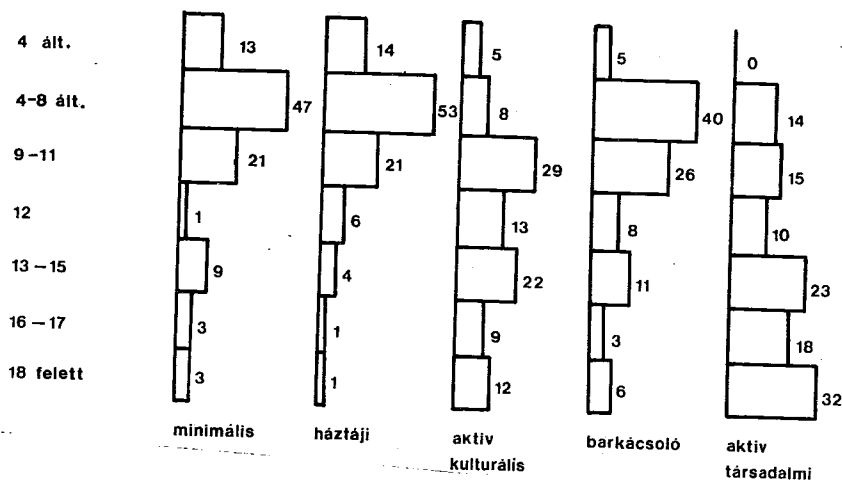 4 ált. 13 14 5 5 0
4-8 ált. 47 53 8 40 14
9-11 21 21 29 26 15
12 1 6 13 8 10
13-15 9 4 22 11 23
16-17 3 1 9 3 18
18 felett 3 1 12 6 32
minimális háztáji aktiv barkácsoló aktiv
kulturális társadalmi